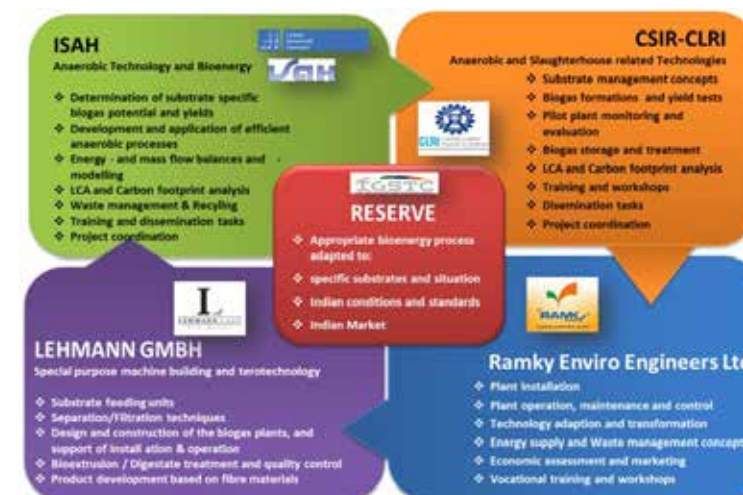 ISAH
Anaerobic Technology and Bioenergy
❖ Determination of substrate specific
biogas potential and yields
❖ Development and application of efficient
anaerobic processes
❖ Energy - and mass flow balances and -
modelling
❖ LCA and Carbon footprint analysis
❖ Waste management & Recyling
❖ Training and dissemination tasks
❖ Project coordination
ISAH
CSIR-CLRI
Anaerobic and Slaughterhouse related Technologies
❖ Substrate management concepts
❖ Biogas formations and yield tests
❖ Pilot plant monitoring and
evaluation
❖ Biogas storage and treatment
❖ LCA and Carbon footprint analysis
❖ Training and workshops
❖ Disemination tasks
❖ Project coordination
CLRI
IGSTC
RESERVE
❖ Appropriate bioenergy process
adapted to:
❖ specific substrates and situation
❖ Indian conditions and standards
❖ Indian Market
L
LEHMANN
LEHMANN GMBH
Special purpose machine building and terotechnology
❖ Substrate feeding units
❖ Separation/Filtration techniques
❖ Design and construction of the biogas plants, and
support of install ation & operation
❖ Bioextrusion / Digestate treatment and quality control
❖ Product development based on fibre materials
RAMKY
Ramky Enviro Engineers Ltd
❖ Plant installation
❖ Plant operation, maintenance and control
❖ Technology adaption and transformation
❖ Energy supply and Waste management concept
❖ Economic assessment and marketing
❖ Vocational training and workshops